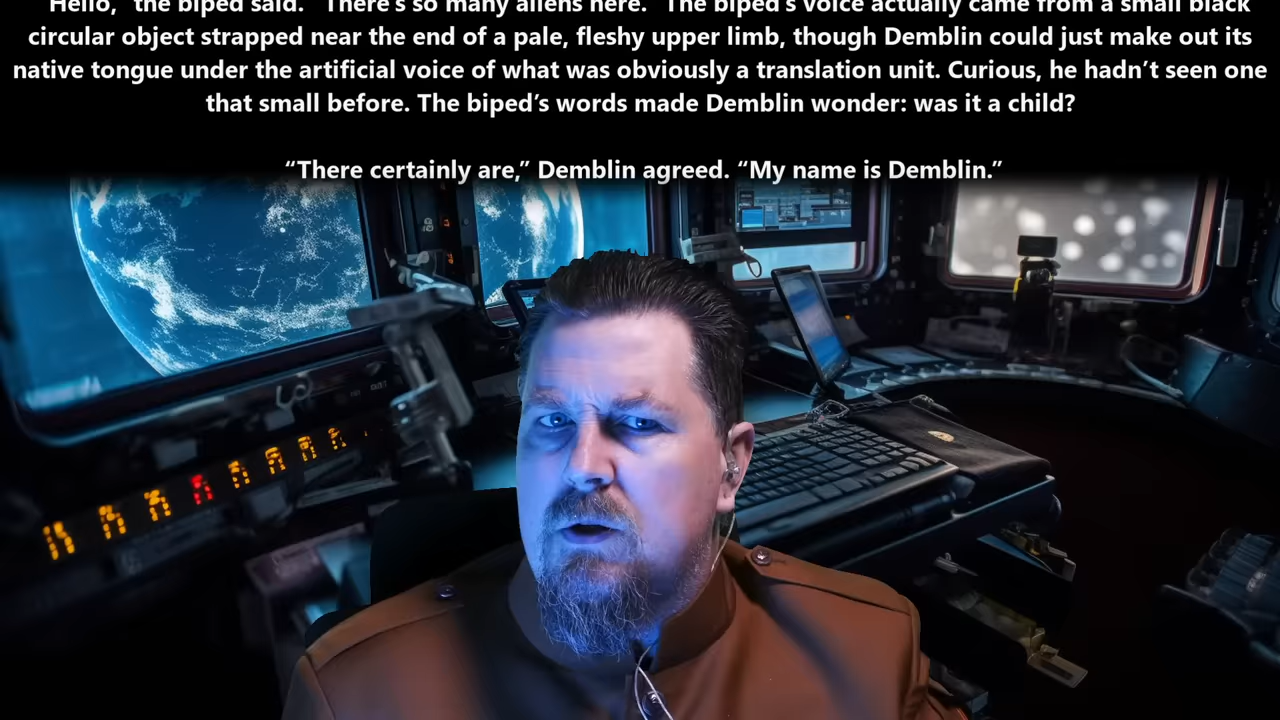 Hello,” the biped said. “There’s so many aliens here.” The biped’s voice actually came from a small black
circular object strapped near the end of a pale, fleshy upper limb, though Demblin could just make out its
native tongue under the artificial voice of what was obviously a translation unit. Curious, he hadn’t seen one
that small before. The biped’s words made Demblin wonder: was it a child?
“There certainly are,” Demblin agreed. “My name is Demblin.”